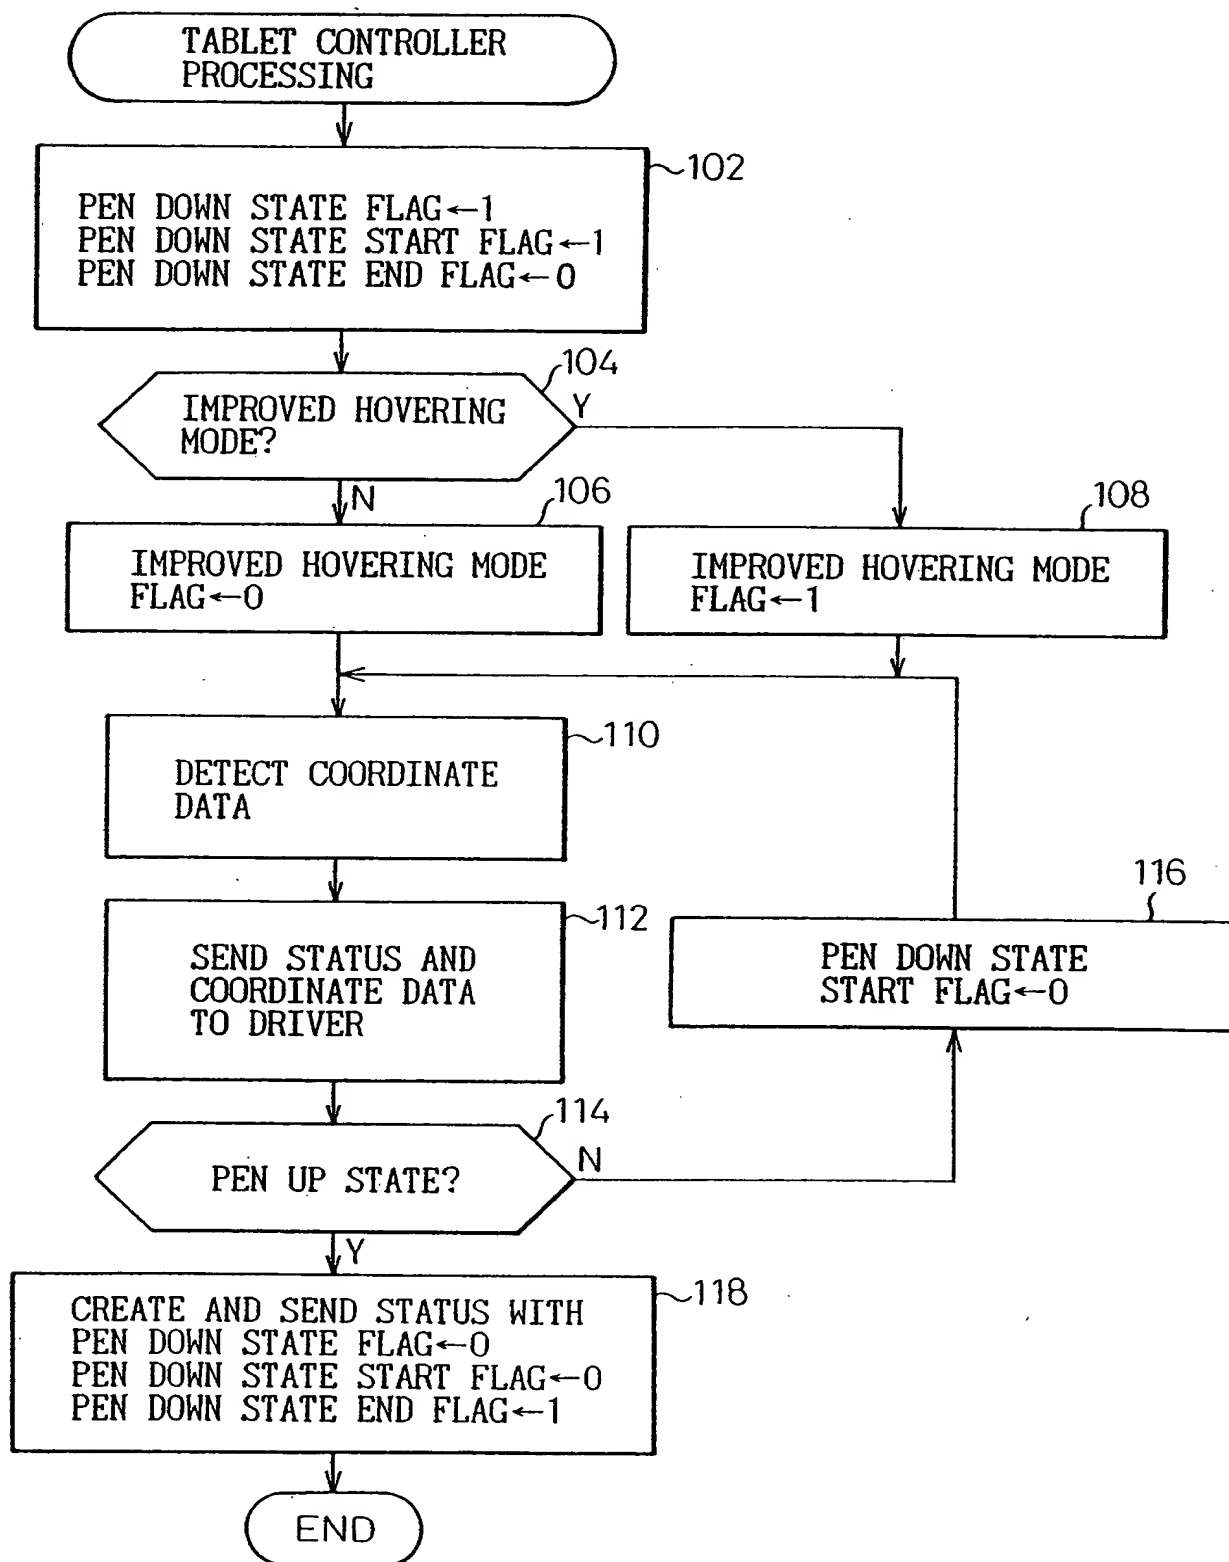 TABLET CONTROLLER
PROCESSING
102
PEN DOWN STATE FLAG←1
PEN DOWN STATE START FLAG←1
PEN DOWN STATE END FLAG←0
104
IMPROVED HOVERING
MODE?
Y
N
106
IMPROVED HOVERING MODE
FLAG←0
108
IMPROVED HOVERING MODE
FLAG←1
110
DETECT COORDINATE
DATA
112
SEND STATUS AND
COORDINATE DATA
TO DRIVER
116
PEN DOWN STATE
START FLAG←0
114
PEN UP STATE?
N
Y
118
CREATE AND SEND STATUS WITH
PEN DOWN STATE FLAG←0
PEN DOWN STATE START FLAG←0
PEN DOWN STATE END FLAG←1
END